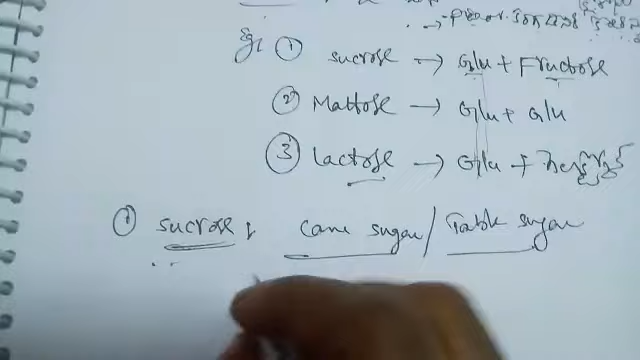 Eg: ① Sucrose → Glu + Fructose
② Maltose → Glu + Glu
③ Lactose → Glu +
① Sucrose : Cane sugar / Table sugar